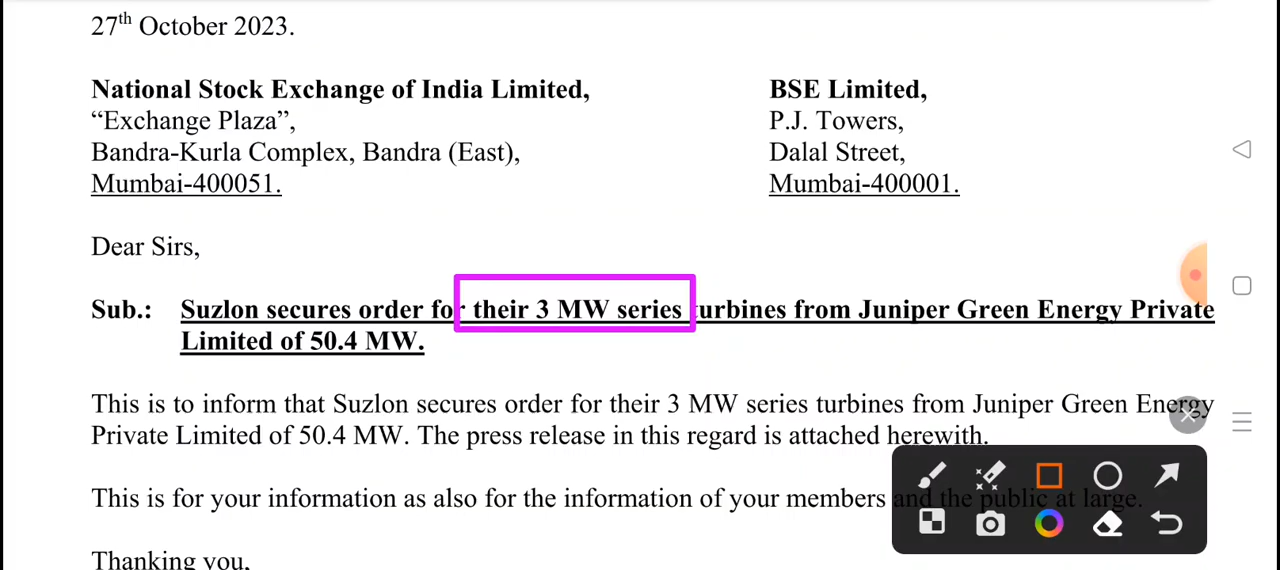 27th October 2023.
National Stock Exchange of India Limited,
“Exchange Plaza”,
Bandra-Kurla Complex, Bandra (East),
Mumbai-400051.
BSE Limited,
P.J. Towers,
Dalal Street,
Mumbai-400001.
Dear Sirs,
Sub.: Suzlon secures order for their 3 MW series turbines from Juniper Green Energy Private
Limited of 50.4 MW.
This is to inform that Suzlon secures order for their 3 MW series turbines from Juniper Green Energy
Private Limited of 50.4 MW. The press release in this regard is attached herewith.
This is for your information as also for the information of your members and the public at large.
Thanking you,